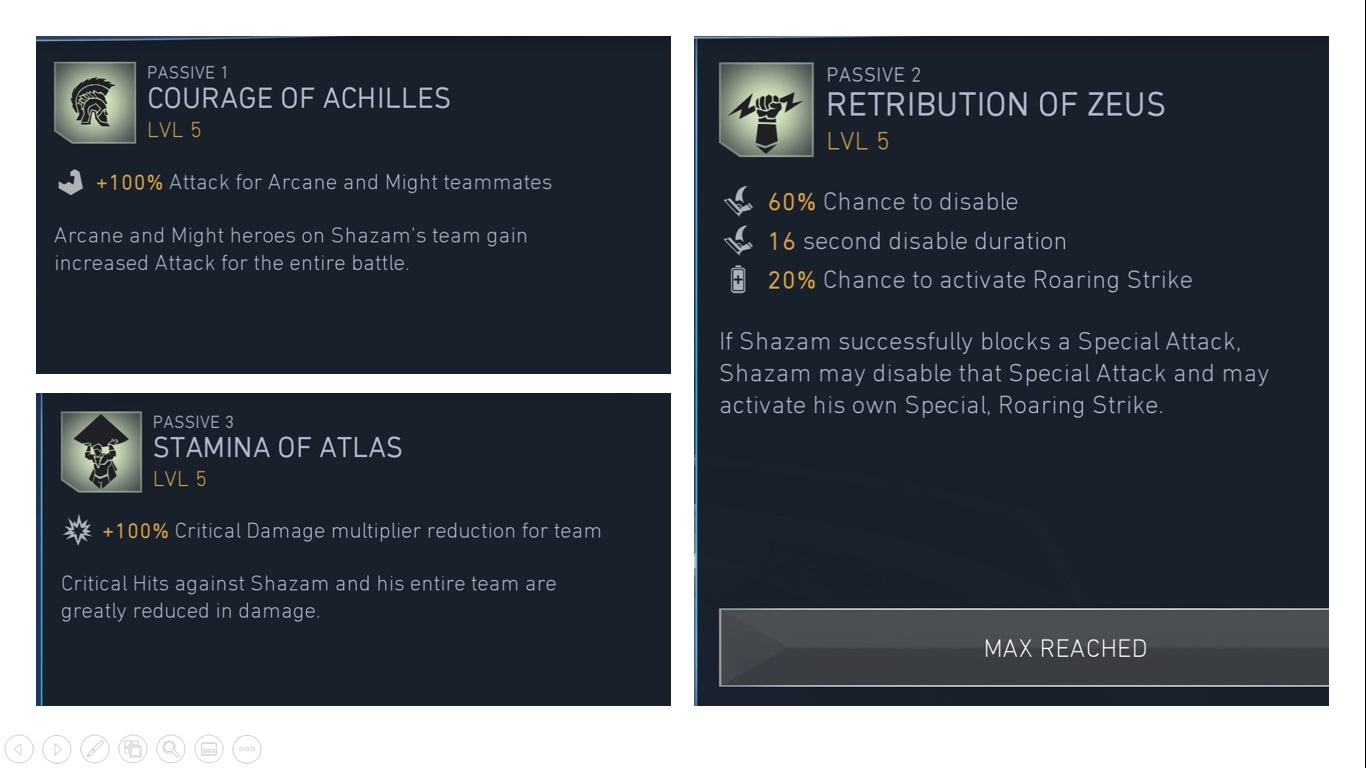 PASSIVE 1
COURAGE OF ACHILLES
LVL 5
+100% Attack for Arcane and Might teammates
Arcane and Might heroes on Shazam's team gain
increased Attack for the entire battle.
PASSIVE 3
STAMINA OF ATLAS
LVL 5
+100% Critical Damage multiplier reduction for team
Critical Hits against Shazam and his entire team are
greatly reduced in damage.
PASSIVE 2
RETRIBUTION OF ZEUS
LVL 5
60% Chance to disable
16 second disable duration
20% Chance to activate Roaring Strike
If Shazam successfully blocks a Special Attack,
Shazam may disable that Special Attack and may
activate his own Special, Roaring Strike.
MAX REACHED